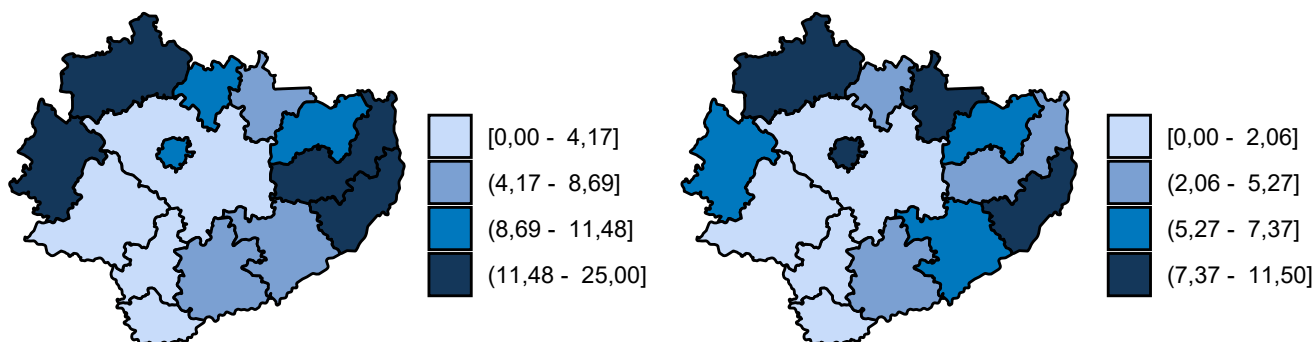 [0,00 - 4,17]
(4,17 - 8,69]
(8,69 - 11,48]
(11,48 - 25,00]
[0,00 - 2,06]
(2,06 - 5,27]
(5,27 - 7,37]
(7,37 - 11,50]